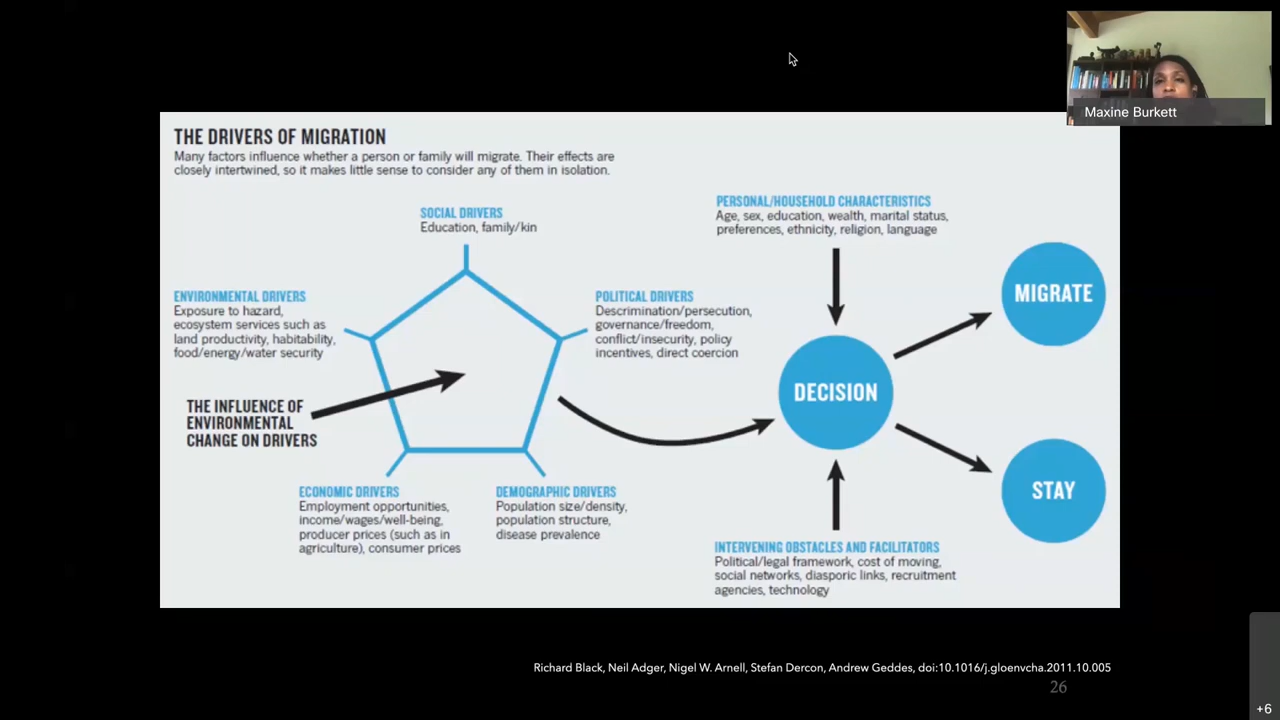 Maxine Burkett
THE DRIVERS OF MIGRATION
Many factors influence whether a person or family will migrate. Their effects are
closely intertwined, so it makes little sense to consider any of them in isolation.
SOCIAL DRIVERS
Education, family/kin
ENVIRONMENTAL DRIVERS
Exposure to hazard,
ecosystem services such as
land productivity, habitability,
food/energy/water security
POLITICAL DRIVERS
Descrimination/persecution,
governance/freedom,
conflict/insecurity, policy
incentives, direct coercion
THE INFLUENCE OF
ENVIRONMENTAL
CHANGE ON DRIVERS
ECONOMIC DRIVERS
Employment opportunities,
income/wages/well-being,
producer prices (such as in
agriculture), consumer prices
DEMOGRAPHIC DRIVERS
Population size/density,
population structure,
disease prevalence
PERSONAL/HOUSEHOLD CHARACTERISTICS
Age, sex, education, wealth, marital status,
preferences, ethnicity, religion, language
DECISION
INTERVENING OBSTACLES AND FACILITATORS
Political/legal framework, cost of moving,
social networks, diasporic links, recruitment
agencies, technology
MIGRATE
STAY
Richard Black, Neil Adger, Nigel W. Arnell, Stefan Dercon, Andrew Geddes, doi:10.1016/j.gloenvcha.2011.10.005
26
+6